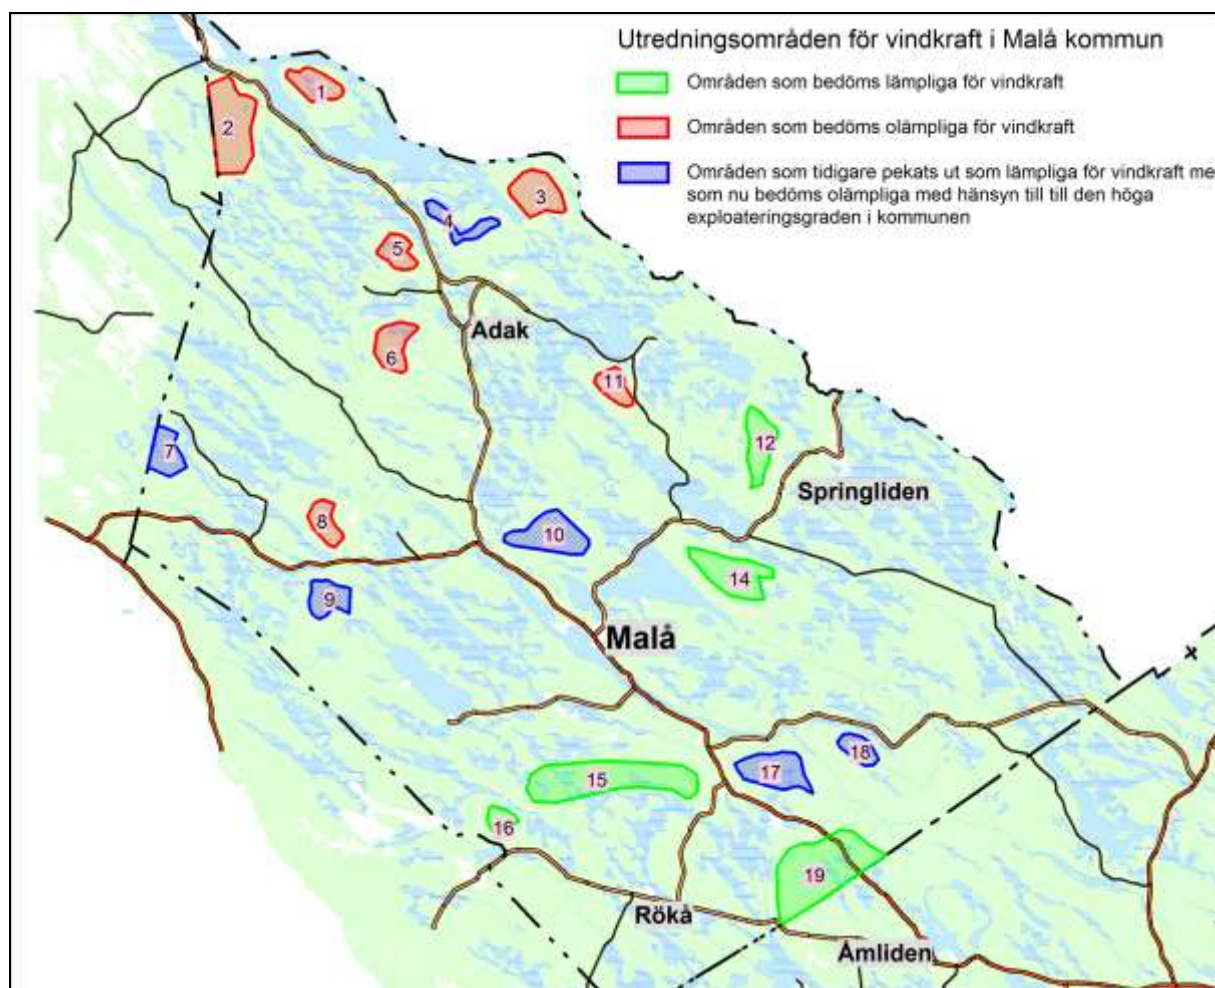 Utredningsområden för vindkraft i Malå kommun
Områden som bedöms lämpliga för vindkraft
Områden som bedöms olämpliga för vindkraft
Områden som tidigare pekats ut som lämpliga för vindkraft me
som nu bedöms olämpliga med hänsyn till till den höga
exploateringsgraden i kommunen
1
2
3
4
5
Adak
6
11
12
7
Springliden
8
10
14
9
Malå
18
17
15
16
19
Rökå
Åmliden